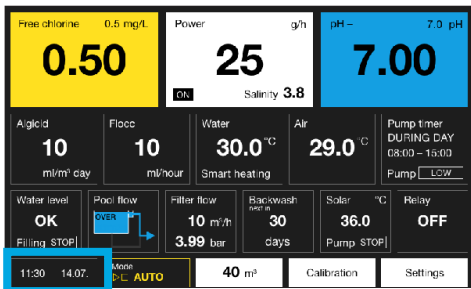 Free chlorine 0.5 mg/L
0.50
Power g/h
25
ON Salinity 3.8
pH – 7.0 pH
7.00
Algicid
10
ml/m³ day
Flocc
10
ml/hour
Water
30.0 °C
Smart heating
Air
29.0 °C
Pump timer
DURING DAY
08:00 – 15:00
Pump LOW
Water level
OK
Filling STOP
Pool flow
OVER
Filter flow
10 m³/h
3.99 bar
Backwash
next in
30
days
Solar °C
36.0
Pump STOP
Relay
OFF
11:30 14.07.
Mode
AUTO
40 m³
Calibration
Settings